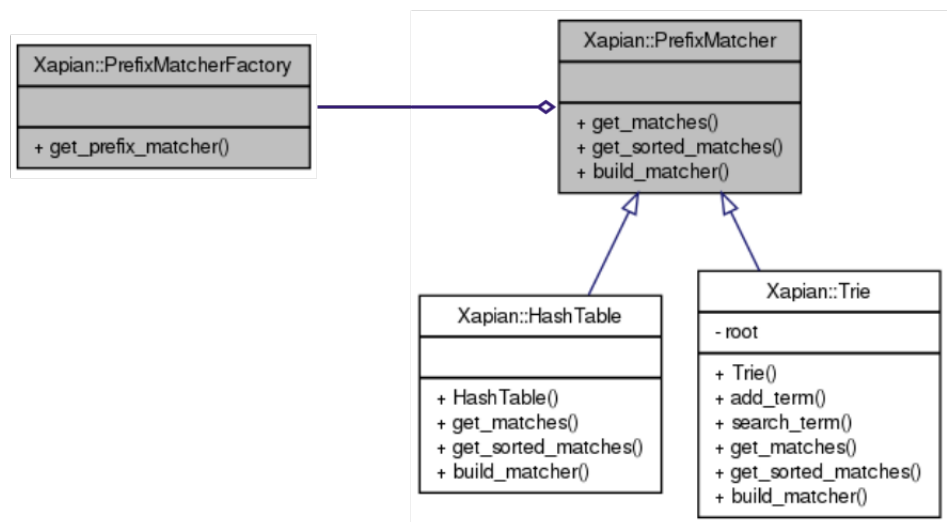 Xapian::PrefixMatcherFactory
+ get_prefix_matcher()
Xapian::PrefixMatcher
+ get_matches()
+ get_sorted_matches()
+ build_matcher()
Xapian::HashTable
+ HashTable()
+ get_matches()
+ get_sorted_matches()
+ build_matcher()
Xapian::Trie
- root
+ Trie()
+ add_term()
+ search_term()
+ get_matches()
+ get_sorted_matches()
+ build_matcher()